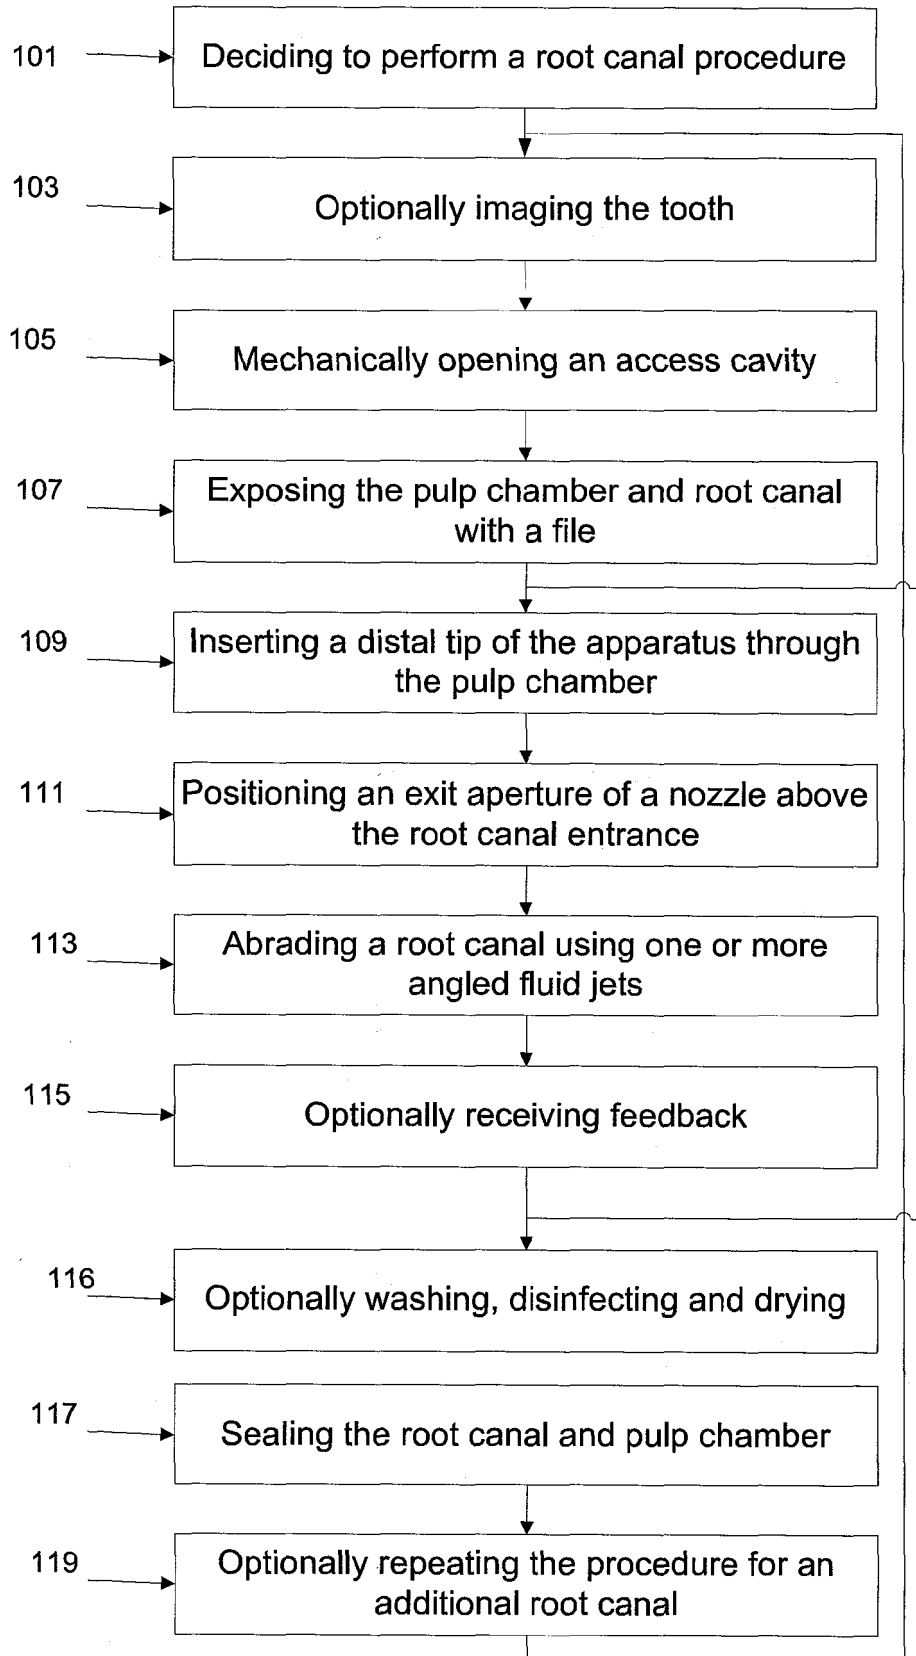 101
Deciding to perform a root canal procedure
103
Optionally imaging the tooth
105
Mechanically opening an access cavity
107
Exposing the pulp chamber and root canal
with a file
109
Inserting a distal tip of the apparatus through
the pulp chamber
111
Positioning an exit aperture of a nozzle above
the root canal entrance
113
Abrading a root canal using one or more
angled fluid jets
115
Optionally receiving feedback
116
Optionally washing, disinfecting and drying
117
Sealing the root canal and pulp chamber
119
Optionally repeating the procedure for an
additional root canal